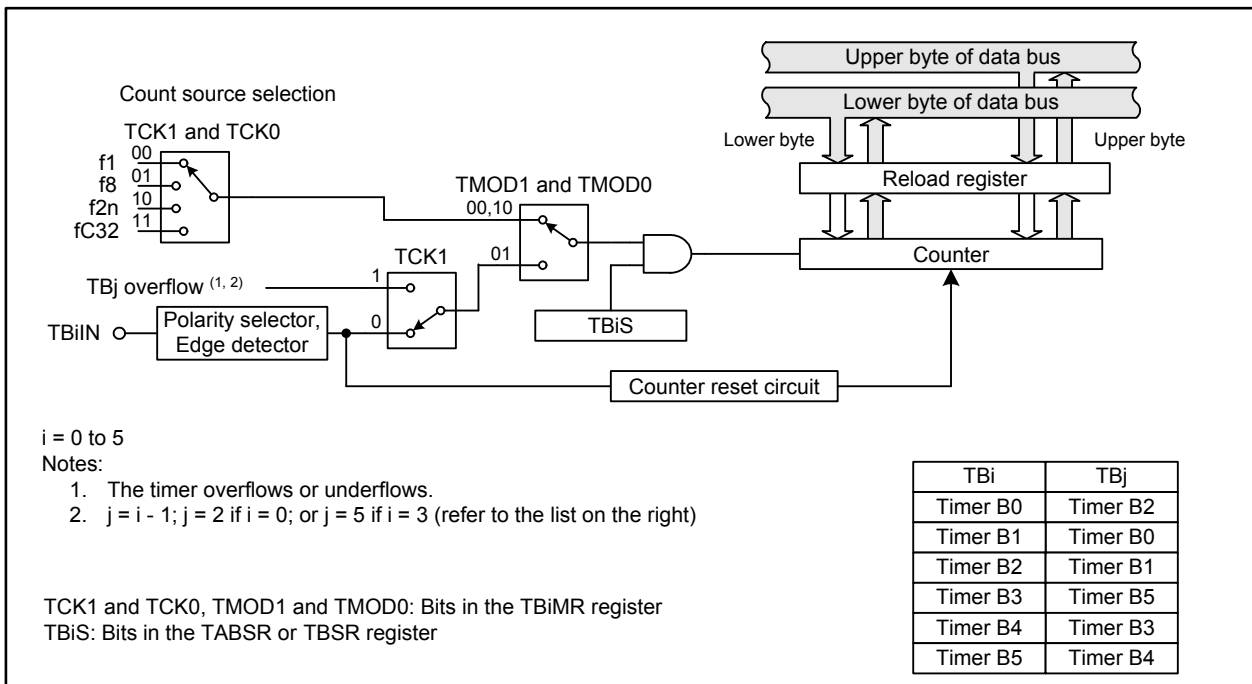 Count source selection
TCK1 and TCK0
f1 00
f8 01
f2n 10
fC32 11
TMOD1 and TMOD0
00,10
01
TCK1
1
0
TBj overflow (1, 2)
TBiIN
Polarity selector,
Edge detector
TBiS
Counter reset circuit
Upper byte of data bus
Lower byte of data bus
Lower byte
Upper byte
Reload register
Counter
i = 0 to 5
Notes:
1. The timer overflows or underflows.
2. j = i - 1; j = 2 if i = 0; or j = 5 if i = 3 (refer to the list on the right)
TCK1 and TCK0, TMOD1 and TMOD0: Bits in the TBiMR register
TBiS: Bits in the TABSR or TBSR register
TBi TBj
Timer B0 Timer B2
Timer B1 Timer B0
Timer B2 Timer B1
Timer B3 Timer B5
Timer B4 Timer B3
Timer B5 Timer B4